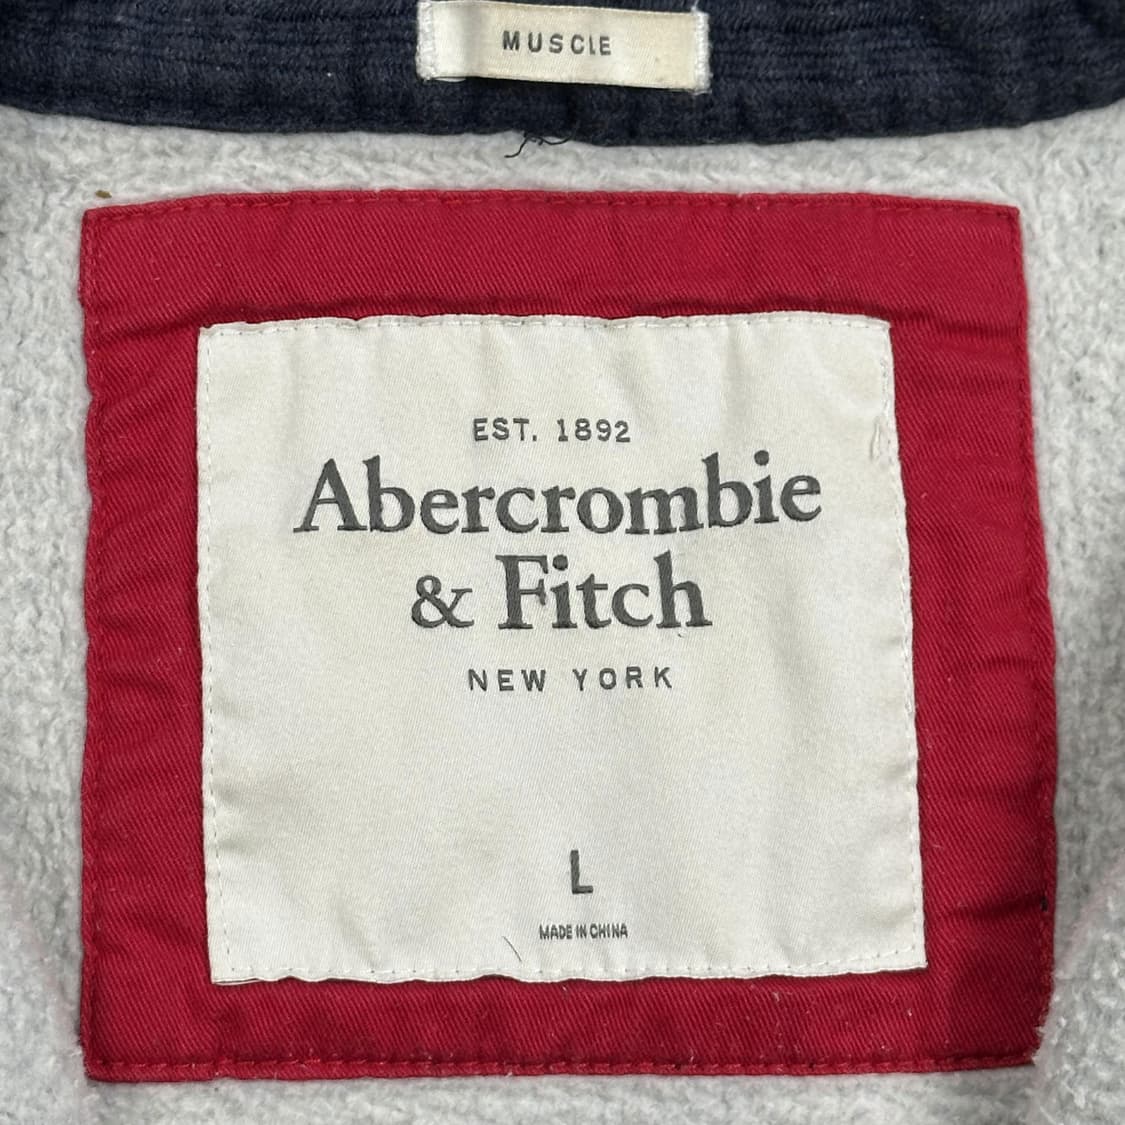 MUSCLE
EST. 1892
Abercrombie
& Fitch
NEW YORK
L
MADE IN CHINA